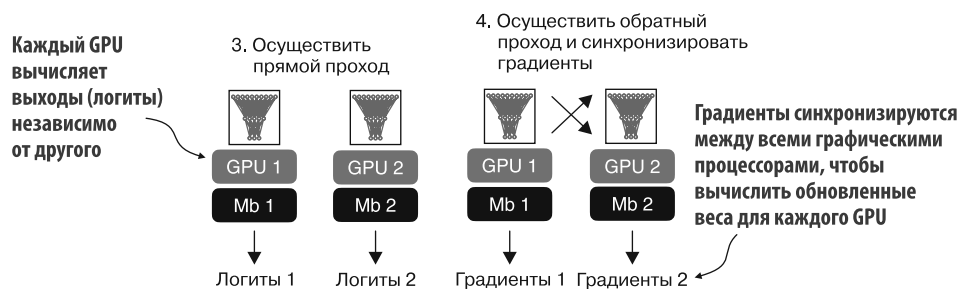 Каждый GPU
вычисляет
выходы (логиты)
независимо
от другого
3. Осуществить
прямой проход
GPU 1
GPU 2
Mb 1
Mb 2
Логиты 1
Логиты 2
4. Осуществить обратный
проход и синхронизировать
градиенты
GPU 1
GPU 2
Mb 1
Mb 2
Градиенты 1
Градиенты 2
Градиенты синхронизируются
между всеми графическими
процессорами, чтобы
вычислить обновленные
веса для каждого GPU